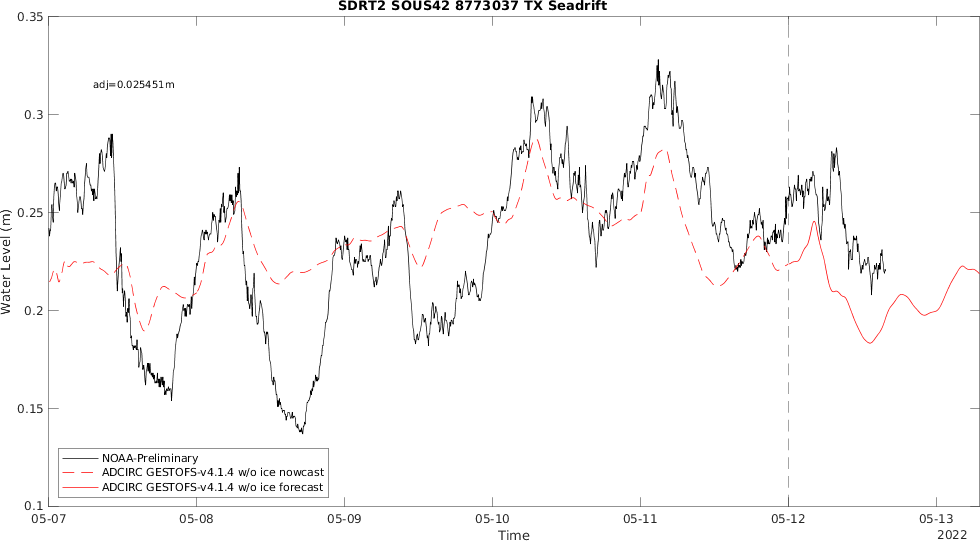 SDRT2 SOUS42 8773037 TX Seadrift
0.35
adj=0.025451m
0.3
0.25
Water Level (m)
0.2
0.15
NOAA-Preliminary
ADCIRC GESTOFS-v4.1.4 w/o ice nowcast
ADCIRC GESTOFS-v4.1.4 w/o ice forecast
0.1
05-07 05-08 05-09 05-10 05-11 05-12 05-13
Time 2022